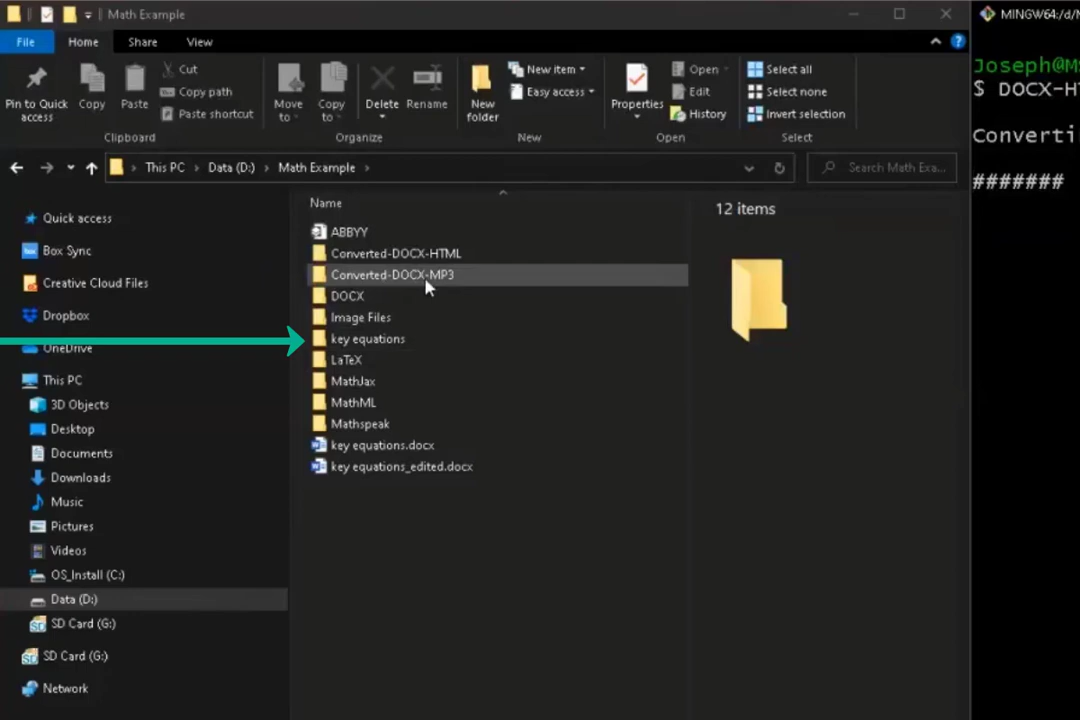 Math Example
MINGW64:/d/
File Home Share View
Pin to Quick access
Copy
Paste
Cut
Copy path
Paste shortcut
Clipboard
Move to
Copy to
Delete
Rename
Organize
New folder
New item
Easy access
New
Properties
Open
Edit
History
Open
Select all
Select none
Invert selection
Select
This PC > Data (D:) > Math Example >
Search Math Exa...
Name
12 items
Quick access
Box Sync
Creative Cloud Files
Dropbox
OneDrive
This PC
3D Objects
Desktop
Documents
Downloads
Music
Pictures
Videos
OS_Install (C:)
Data (D:)
SD Card (G:)
SD Card (G:)
Network
ABBYY
Converted-DOCX-HTML
Converted-DOCX-MP3
DOCX
Image Files
key equations
LaTeX
MathJax
MathML
Mathspeak
key equations.docx
key equations_edited.docx
Joseph@M
$ DOCX-H
Converti
#######